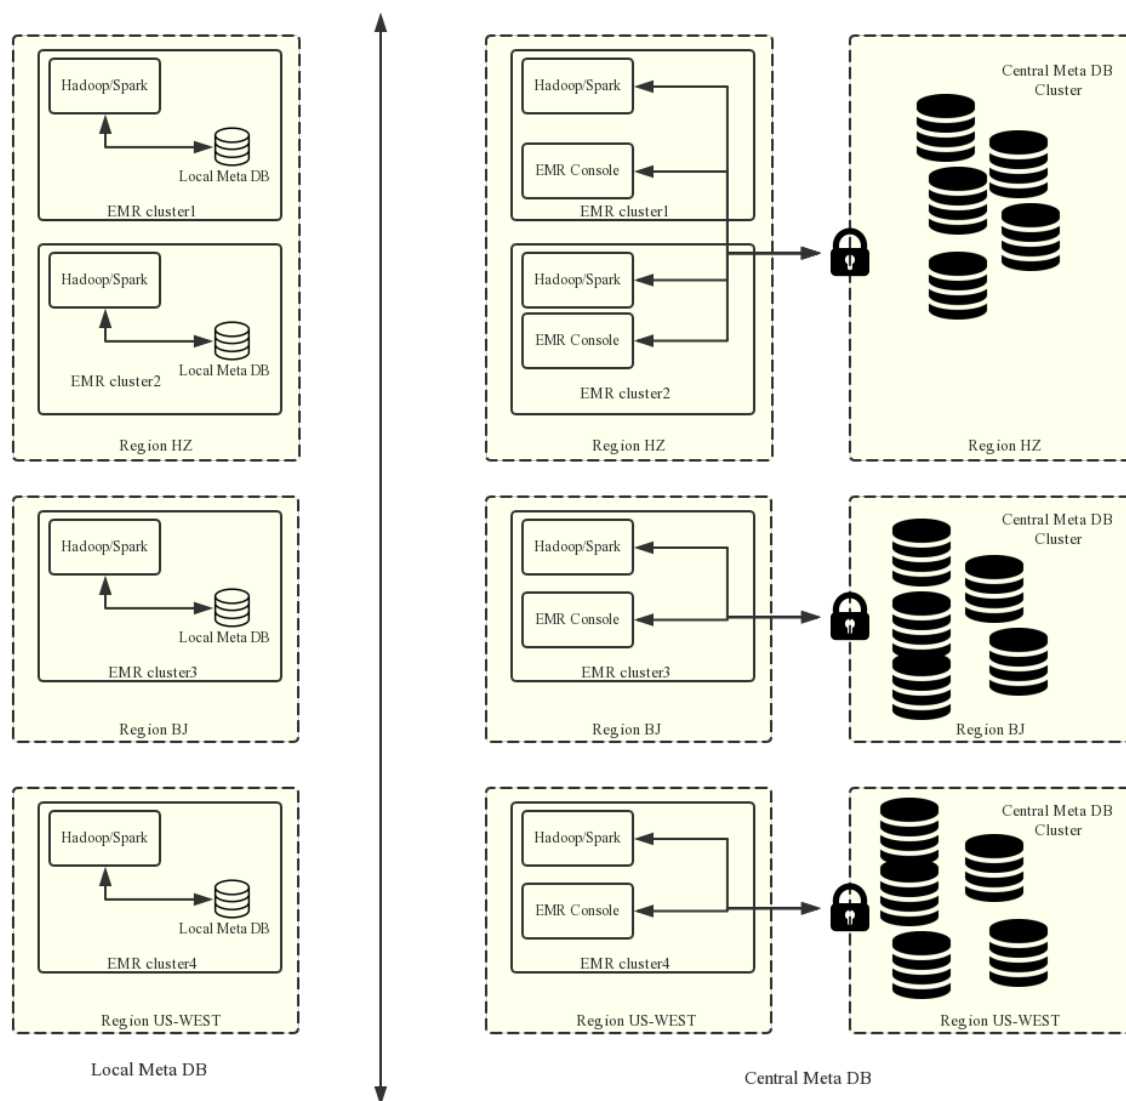 Hadoop/Spark
Local Meta DB
EMR cluster1
Hadoop/Spark
Local Meta DB
EMR cluster2
Region HZ
Hadoop/Spark
Local Meta DB
EMR cluster3
Region BJ
Hadoop/Spark
Local Meta DB
EMR cluster4
Region US-WEST
Local Meta DB
Hadoop/Spark
EMR Console
EMR cluster1
Hadoop/Spark
EMR Console
EMR cluster2
Region HZ
Central Meta DB
Cluster
Region HZ
Hadoop/Spark
EMR Console
EMR cluster3
Region BJ
Central Meta DB
Cluster
Region BJ
Hadoop/Spark
EMR Console
EMR cluster4
Region US-WEST
Central Meta DB
Cluster
Region US-WEST
Central Meta DB